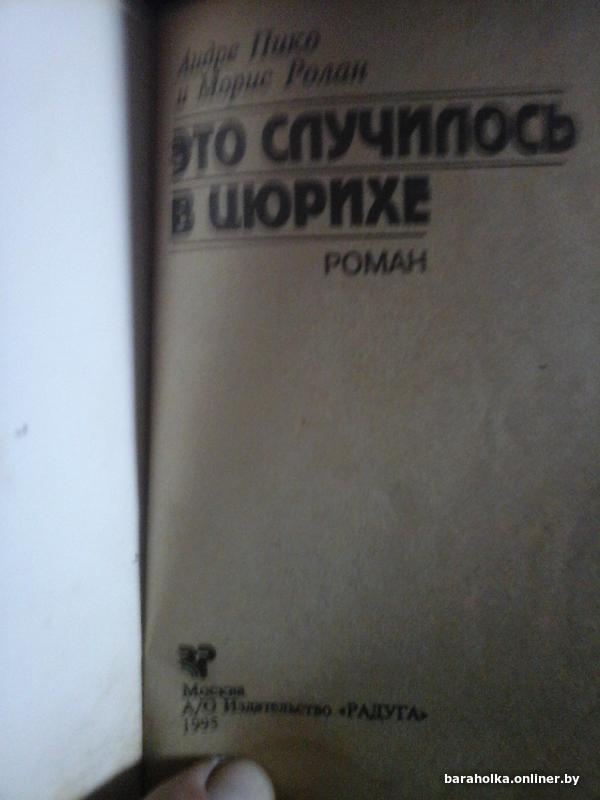 Андре Пико
и Морис Ролан
ЭТО СЛУЧИЛОСЬ
В ЦЮРИХЕ
РОМАН
Москва
А/О Издательство «РАДУГА»
1995
baraholka.onliner.by